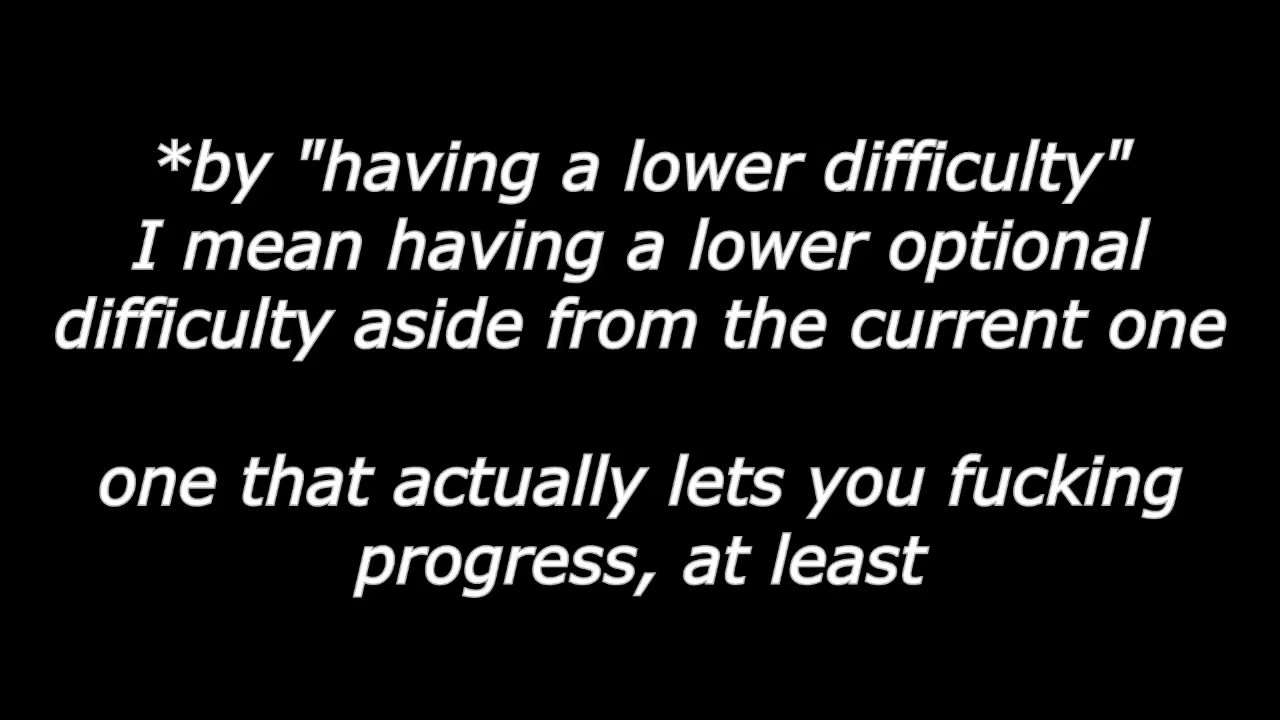 *by "having a lower difficulty"
I mean having a lower optional
difficulty aside from the current one
one that actually lets you fucking
progress, at least